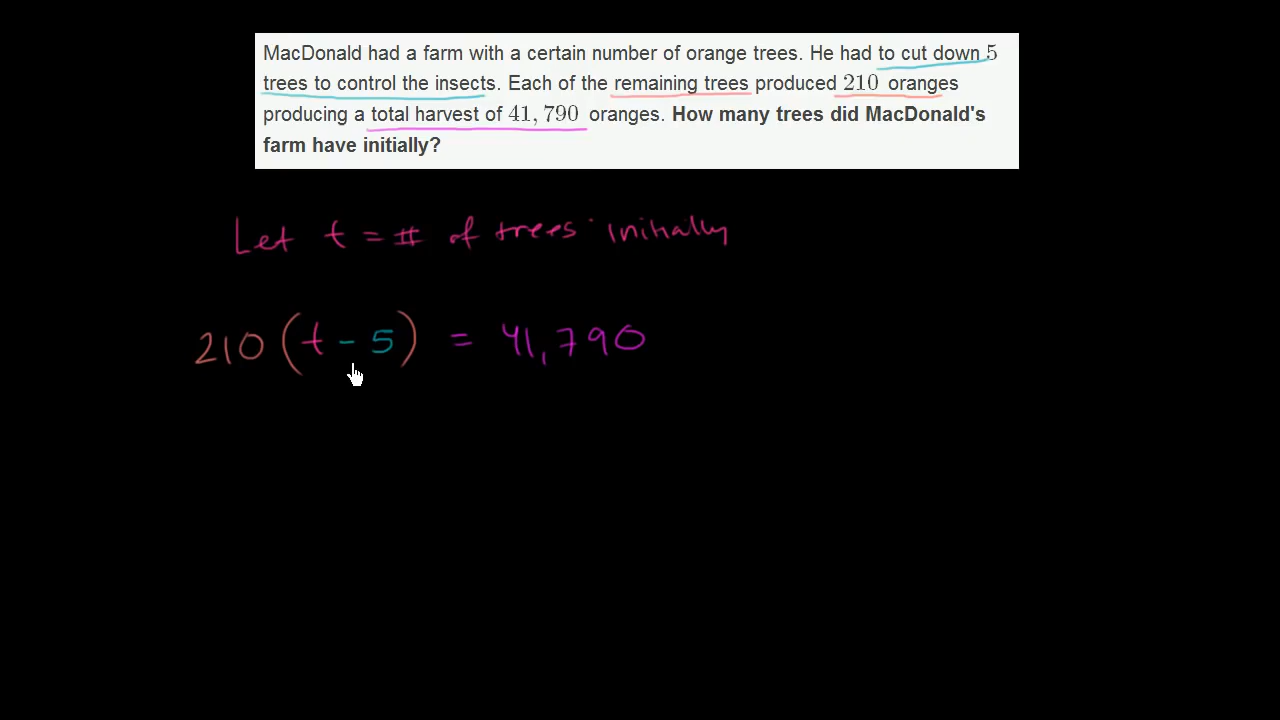 MacDonald had a farm with a certain number of orange trees. He had to cut down 5
trees to control the insects. Each of the remaining trees produced 210 oranges
producing a total harvest of 41,790 oranges. How many trees did MacDonald's
farm have initially?
Let t = # of trees initially
210 (t - 5) = 41,790